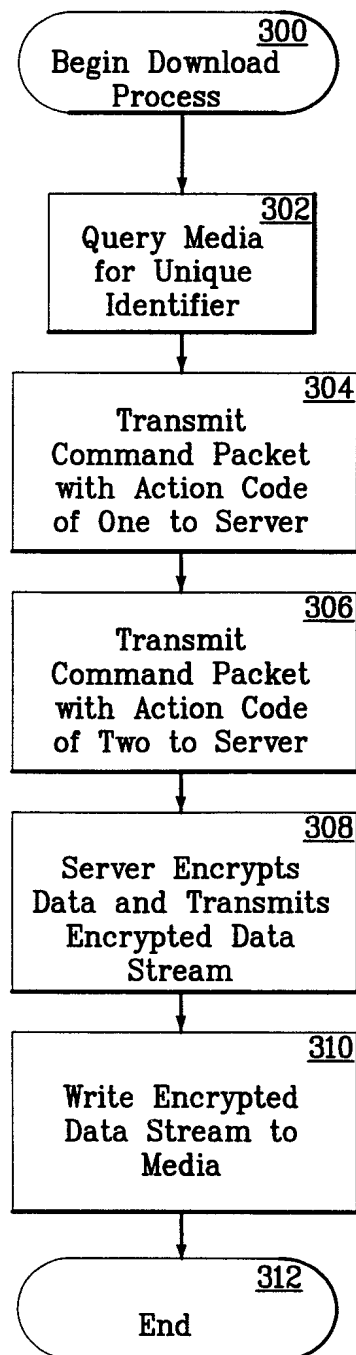 300
Begin Download
Process
302
Query Media
for Unique
Identifier
304
Transmit
Command Packet
with Action Code
of One to Server
306
Transmit
Command Packet
with Action Code
of Two to Server
308
Server Encrypts
Data and Transmits
Encrypted Data
Stream
310
Write Encrypted
Data Stream to
Media
312
End